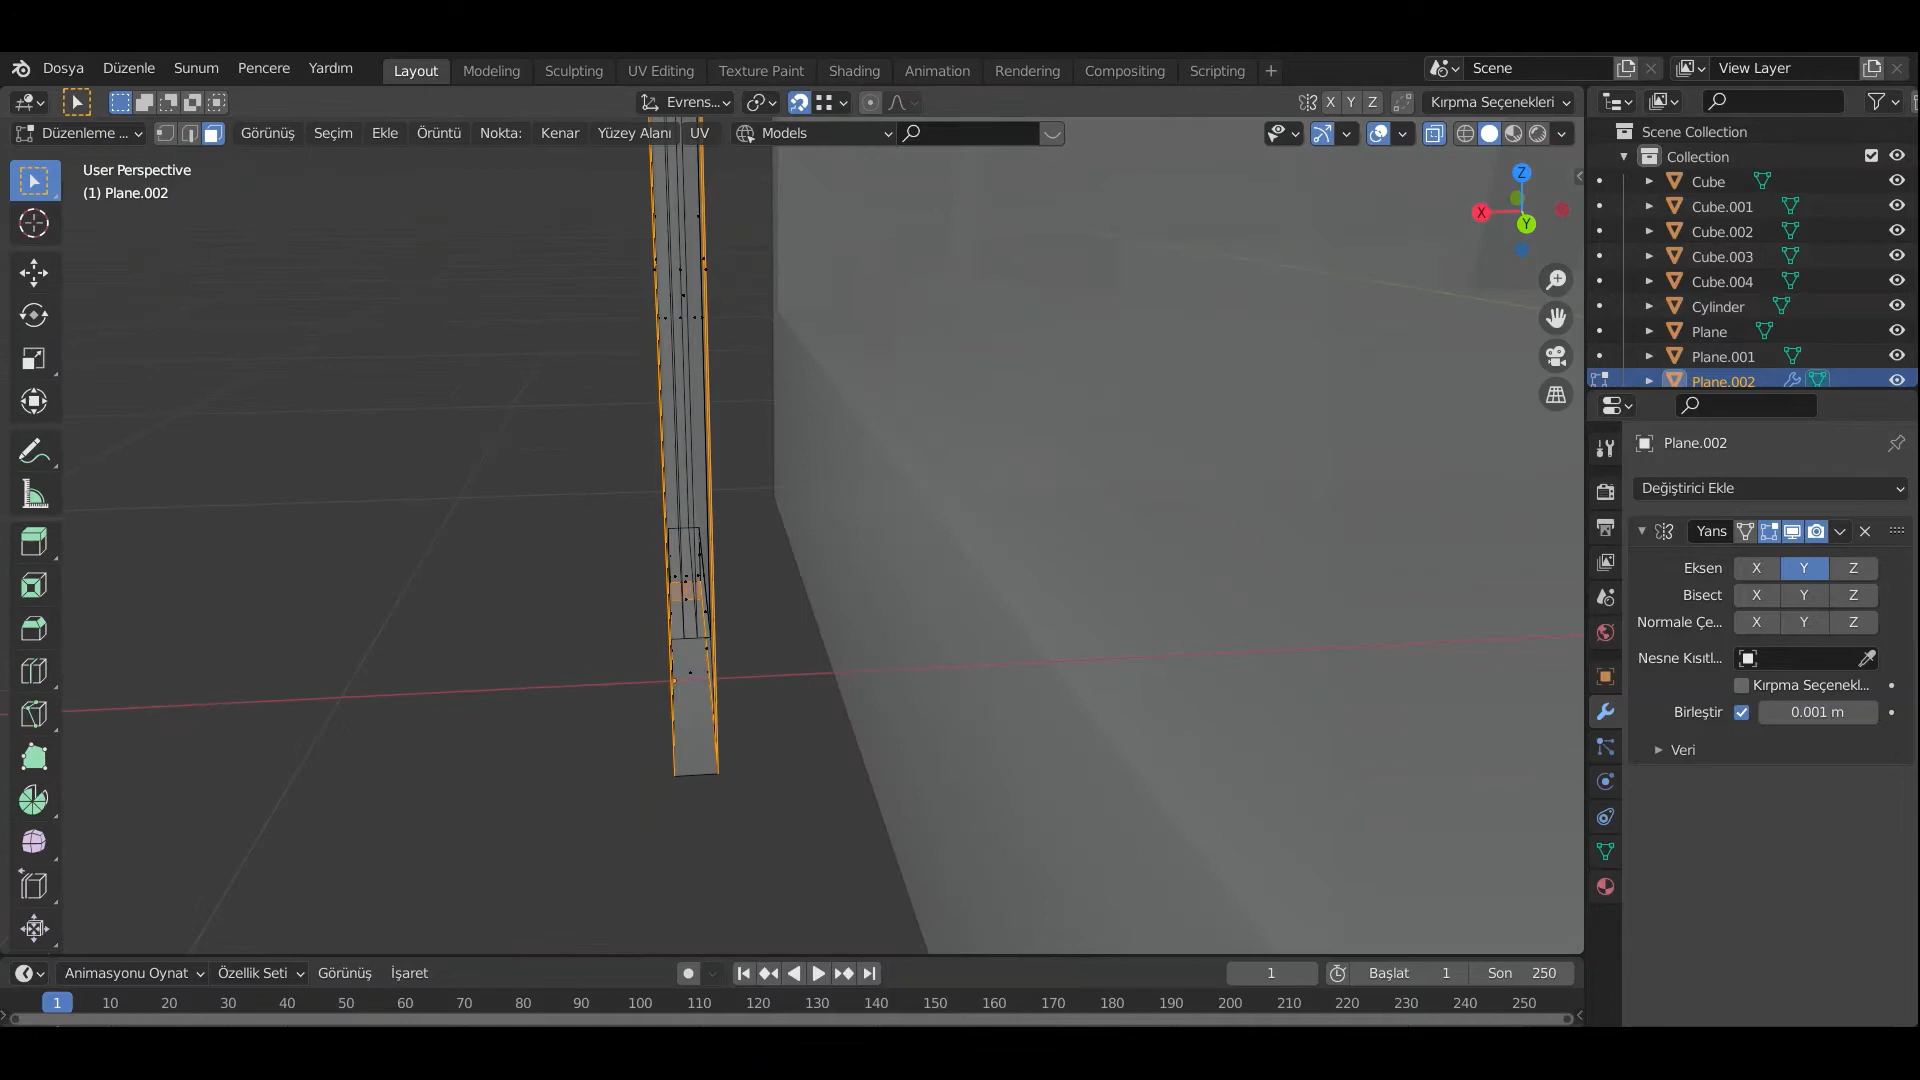 Dosya Düzenle Sunum Pencere Yardım Layout Modeling Sculpting UV Editing Texture Paint Shading Animation Rendering Compositing Scripting + Scene View Layer
Evrens... X Y Z Kırpma Seçenekleri
Düzenleme ... Görünüş Seçim Ekle Örüntü Nokta: Kenar Yüzey Alanı UV Models
User Perspective
(1) Plane.002
Z
X
Y
Scene Collection
Collection
Cube
Cube.001
Cube.002
Cube.003
Cube.004
Cylinder
Plane
Plane.001
Plane.002
Plane.002
Değiştirici Ekle
Yans
Eksen X Y Z
Bisect X Y Z
Normale Çe... X Y Z
Nesne Kısıtl...
Kırpma Seçenekl...
Birleştir 0.001 m
Veri
Animasyonu Oynat Özellik Seti Görünüş İşaret 1 Başlat 1 Son 250
1 10 20 30 40 50 60 70 80 90 100 110 120 130 140 150 160 170 180 190 200 210 220 230 240 250